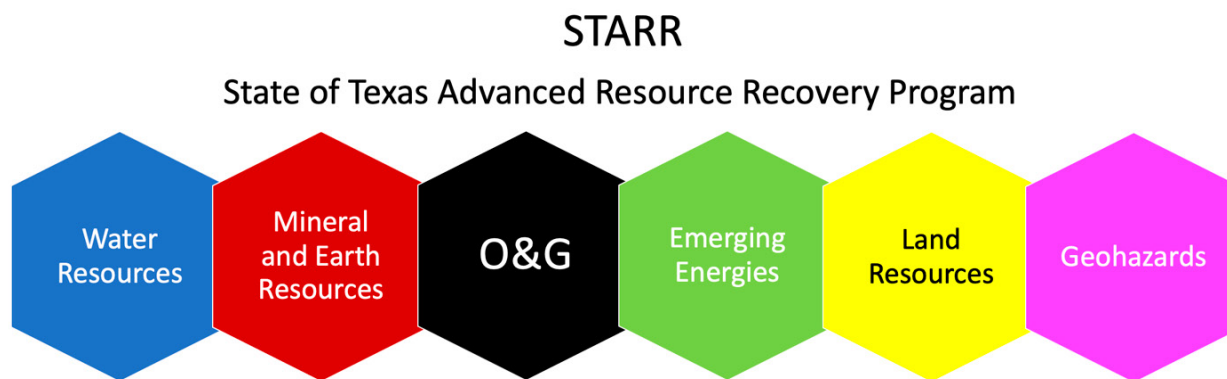 STARR
State of Texas Advanced Resource Recovery Program
Water
Resources
Mineral
and Earth
Resources
O&G
Emerging
Energies
Land
Resources
Geohazards